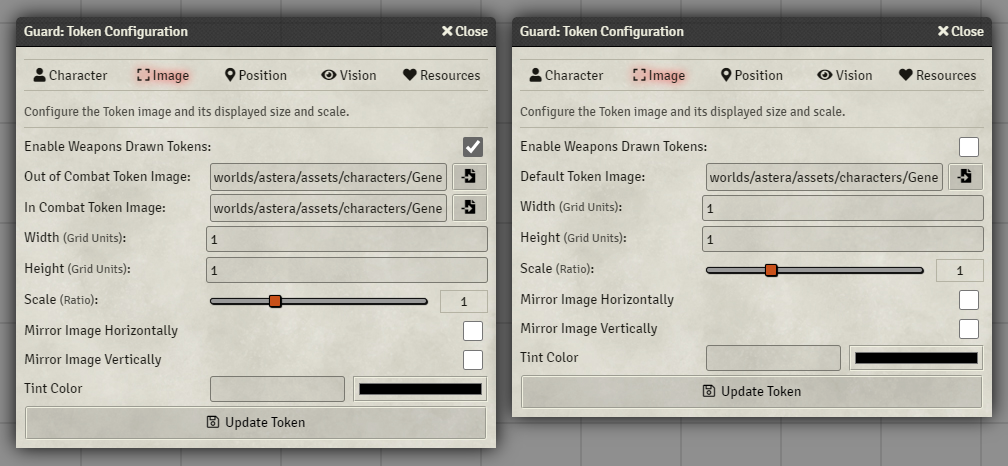 Guard: Token Configuration
Close
Character Image Position Vision Resources
Configure the Token image and its displayed size and scale.
Enable Weapons Drawn Tokens:
Out of Combat Token Image: worlds/astera/assets/characters/Gene
In Combat Token Image: worlds/astera/assets/characters/Gene
Width (Grid Units): 1
Height (Grid Units): 1
Scale (Ratio): 1
Mirror Image Horizontally
Mirror Image Vertically
Tint Color
Update Token
Guard: Token Configuration
Close
Character Image Position Vision Resources
Configure the Token image and its displayed size and scale.
Enable Weapons Drawn Tokens:
Default Token Image: worlds/astera/assets/characters/Gene
Width (Grid Units): 1
Height (Grid Units): 1
Scale (Ratio): 1
Mirror Image Horizontally
Mirror Image Vertically
Tint Color
Update Token